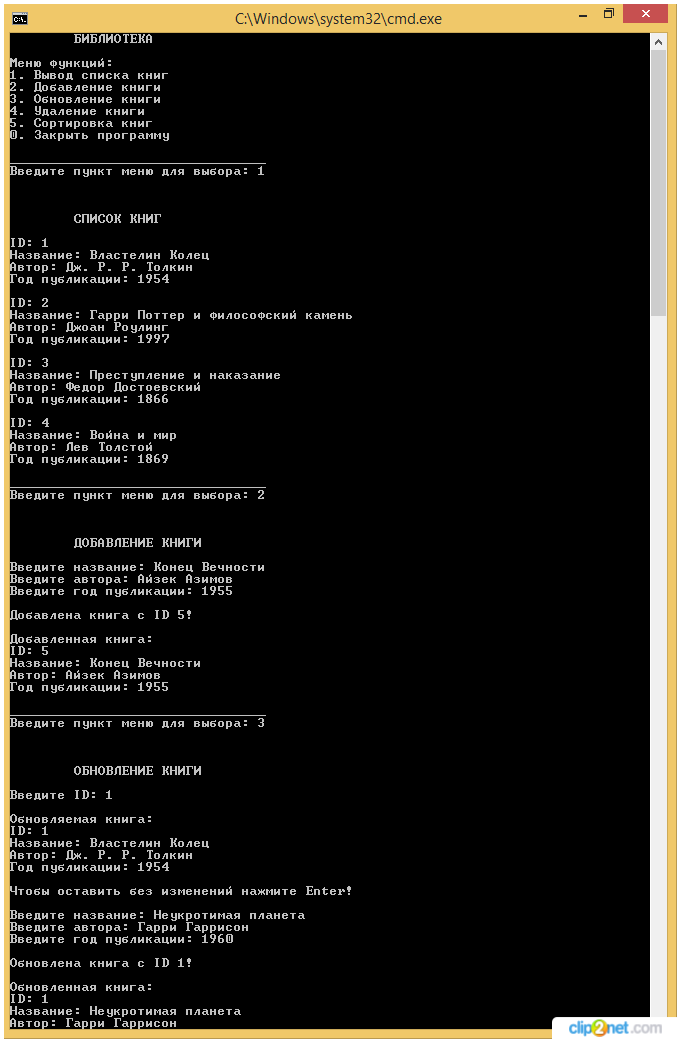 C:\Windows\system32\cmd.exe
БИБЛИОТЕКА
Меню функций:
1. Вывод списка книг
2. Добавление книги
3. Обновление книги
4. Удаление книги
5. Сортировка книг
0. Закрыть программу
________________________________
Введите пункт меню для выбора: 1
СПИСОК КНИГ
ID: 1
Название: Властелин Колец
Автор: Дж. Р. Р. Толкин
Год публикации: 1954
ID: 2
Название: Гарри Поттер и философский камень
Автор: Джоан Роулинг
Год публикации: 1997
ID: 3
Название: Преступление и наказание
Автор: Федор Достоевский
Год публикации: 1866
ID: 4
Название: Война и мир
Автор: Лев Толстой
Год публикации: 1869
________________________________
Введите пункт меню для выбора: 2
ДОБАВЛЕНИЕ КНИГИ
Введите название: Конец Вечности
Введите автора: Айзек Азимов
Введите год публикации: 1955
Добавлена книга с ID 5!
Добавленная книга:
ID: 5
Название: Конец Вечности
Автор: Айзек Азимов
Год публикации: 1955
________________________________
Введите пункт меню для выбора: 3
ОБНОВЛЕНИЕ КНИГИ
Введите ID: 1
Обновляемая книга:
ID: 1
Название: Властелин Колец
Автор: Дж. Р. Р. Толкин
Год публикации: 1954
Чтобы оставить без изменений нажмите Enter!
Введите название: Неукротимая планета
Введите автора: Гарри Гаррисон
Введите год публикации: 1960
Обновлена книга с ID 1!
Обновленная книга:
ID: 1
Название: Неукротимая планета
Автор: Гарри Гаррисон
clip2net.com